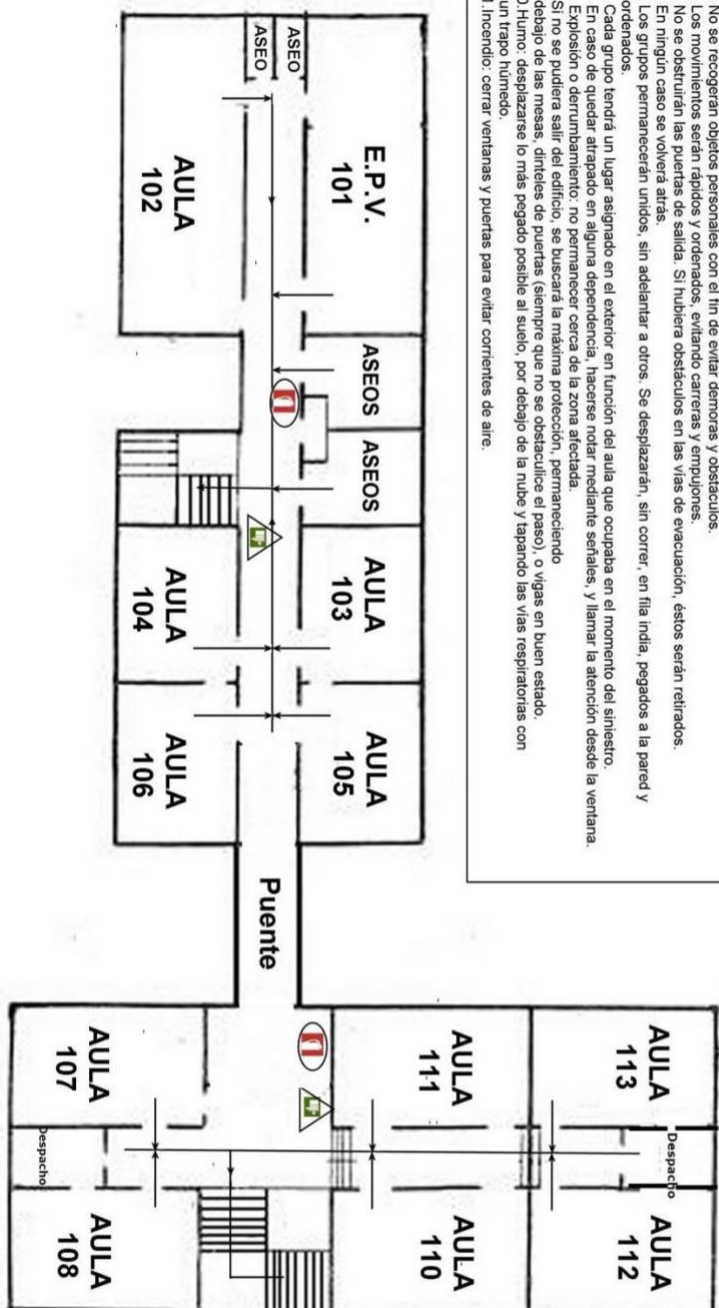 No se recogerán objetos personales con el fin de evitar demoras y obstáculos.
Los movimientos serán rápidos y ordenados, evitando carreras y empujones.
No se obstruirán las puertas de salida. Si hubiera obstáculos en las vías de evacuación, éstos serán retirados.
En ningún caso se volverá atrás.
Los grupos permanecerán unidos, sin adelantar a otros. Se desplazarán, sin correr, en fila india, pegados a la pared y
ordenados.
Cada grupo tendrá un lugar asignado en el exterior en función del aula que ocupaba en el momento del siniestro.
En caso de quedar atrapado en alguna dependencia, hacerse notar mediante señales, y llamar la atención desde la ventana.
Explosión o derrumbamiento: no permanecer cerca de la zona afectada.
Si no se pudiera salir del edificio, se buscará la máxima protección, permaneciendo
debajo de las mesas, dinteles de puertas (siempre que no se obstaculice el paso), o vigas en buen estado.
0.Humo: desplazarse lo más pegado posible al suelo, por debajo de la nube y tapando las vías respiratorias con
un trapo húmedo.
1.Incendio: cerrar ventanas y puertas para evitar corrientes de aire.
E.P.V.
101
ASEOS
ASEOS
AULA
103
AULA
105
ASEO
ASEO
AULA
102
AULA
104
AULA
106
Puente
AULA
113
AULA
111
AULA
107
Despacho
Despacho
AULA
112
AULA
110
AULA
108